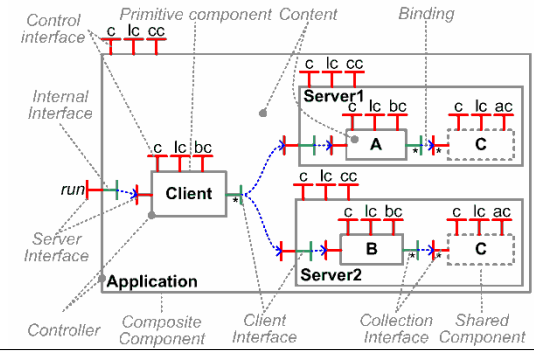 Control
interface
c lc cc
Primitive component
Content
Binding
Internal
Interface
c lc cc
Server1
c lc bc
A
*
*
c lc ac
C
c lc bc
Client
*
run
Server
Interface
c lc cc
c lc bc
B
*
*
c lc ac
C
Server2
Application
Controller
Composite
Component
Client
Interface
Collection
Interface
Shared
Component